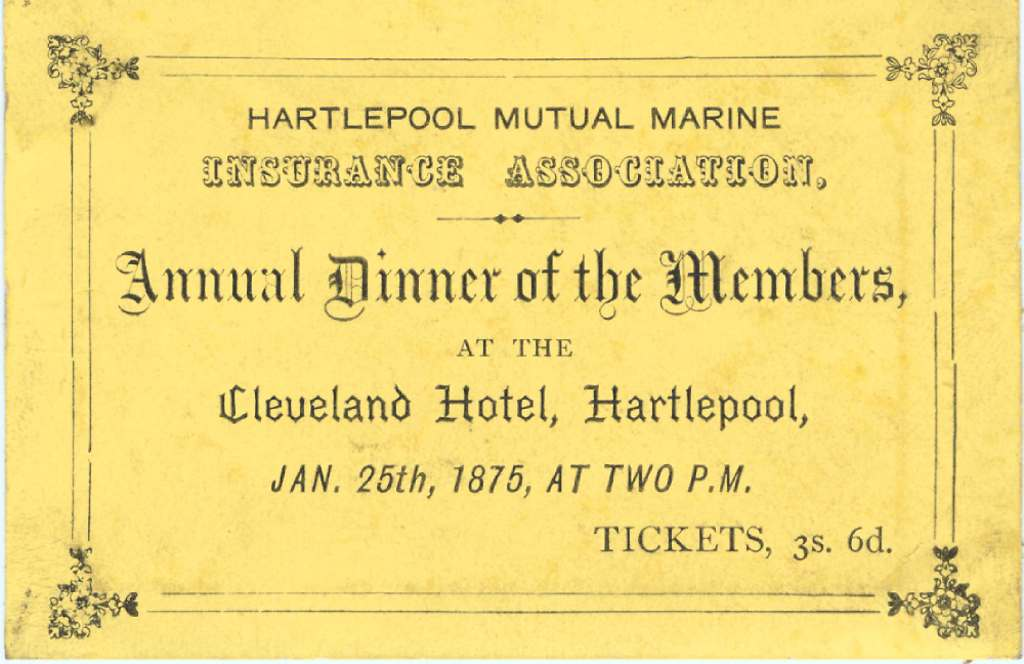 HARTLEPOOL MUTUAL MARINE
INSURANCE ASSOCIATION,
Annual Dinner of the Members,
AT THE
Cleveland Hotel, Hartlepool,
JAN. 25th, 1875, AT TWO P.M.
TICKETS, 3s. 6d.